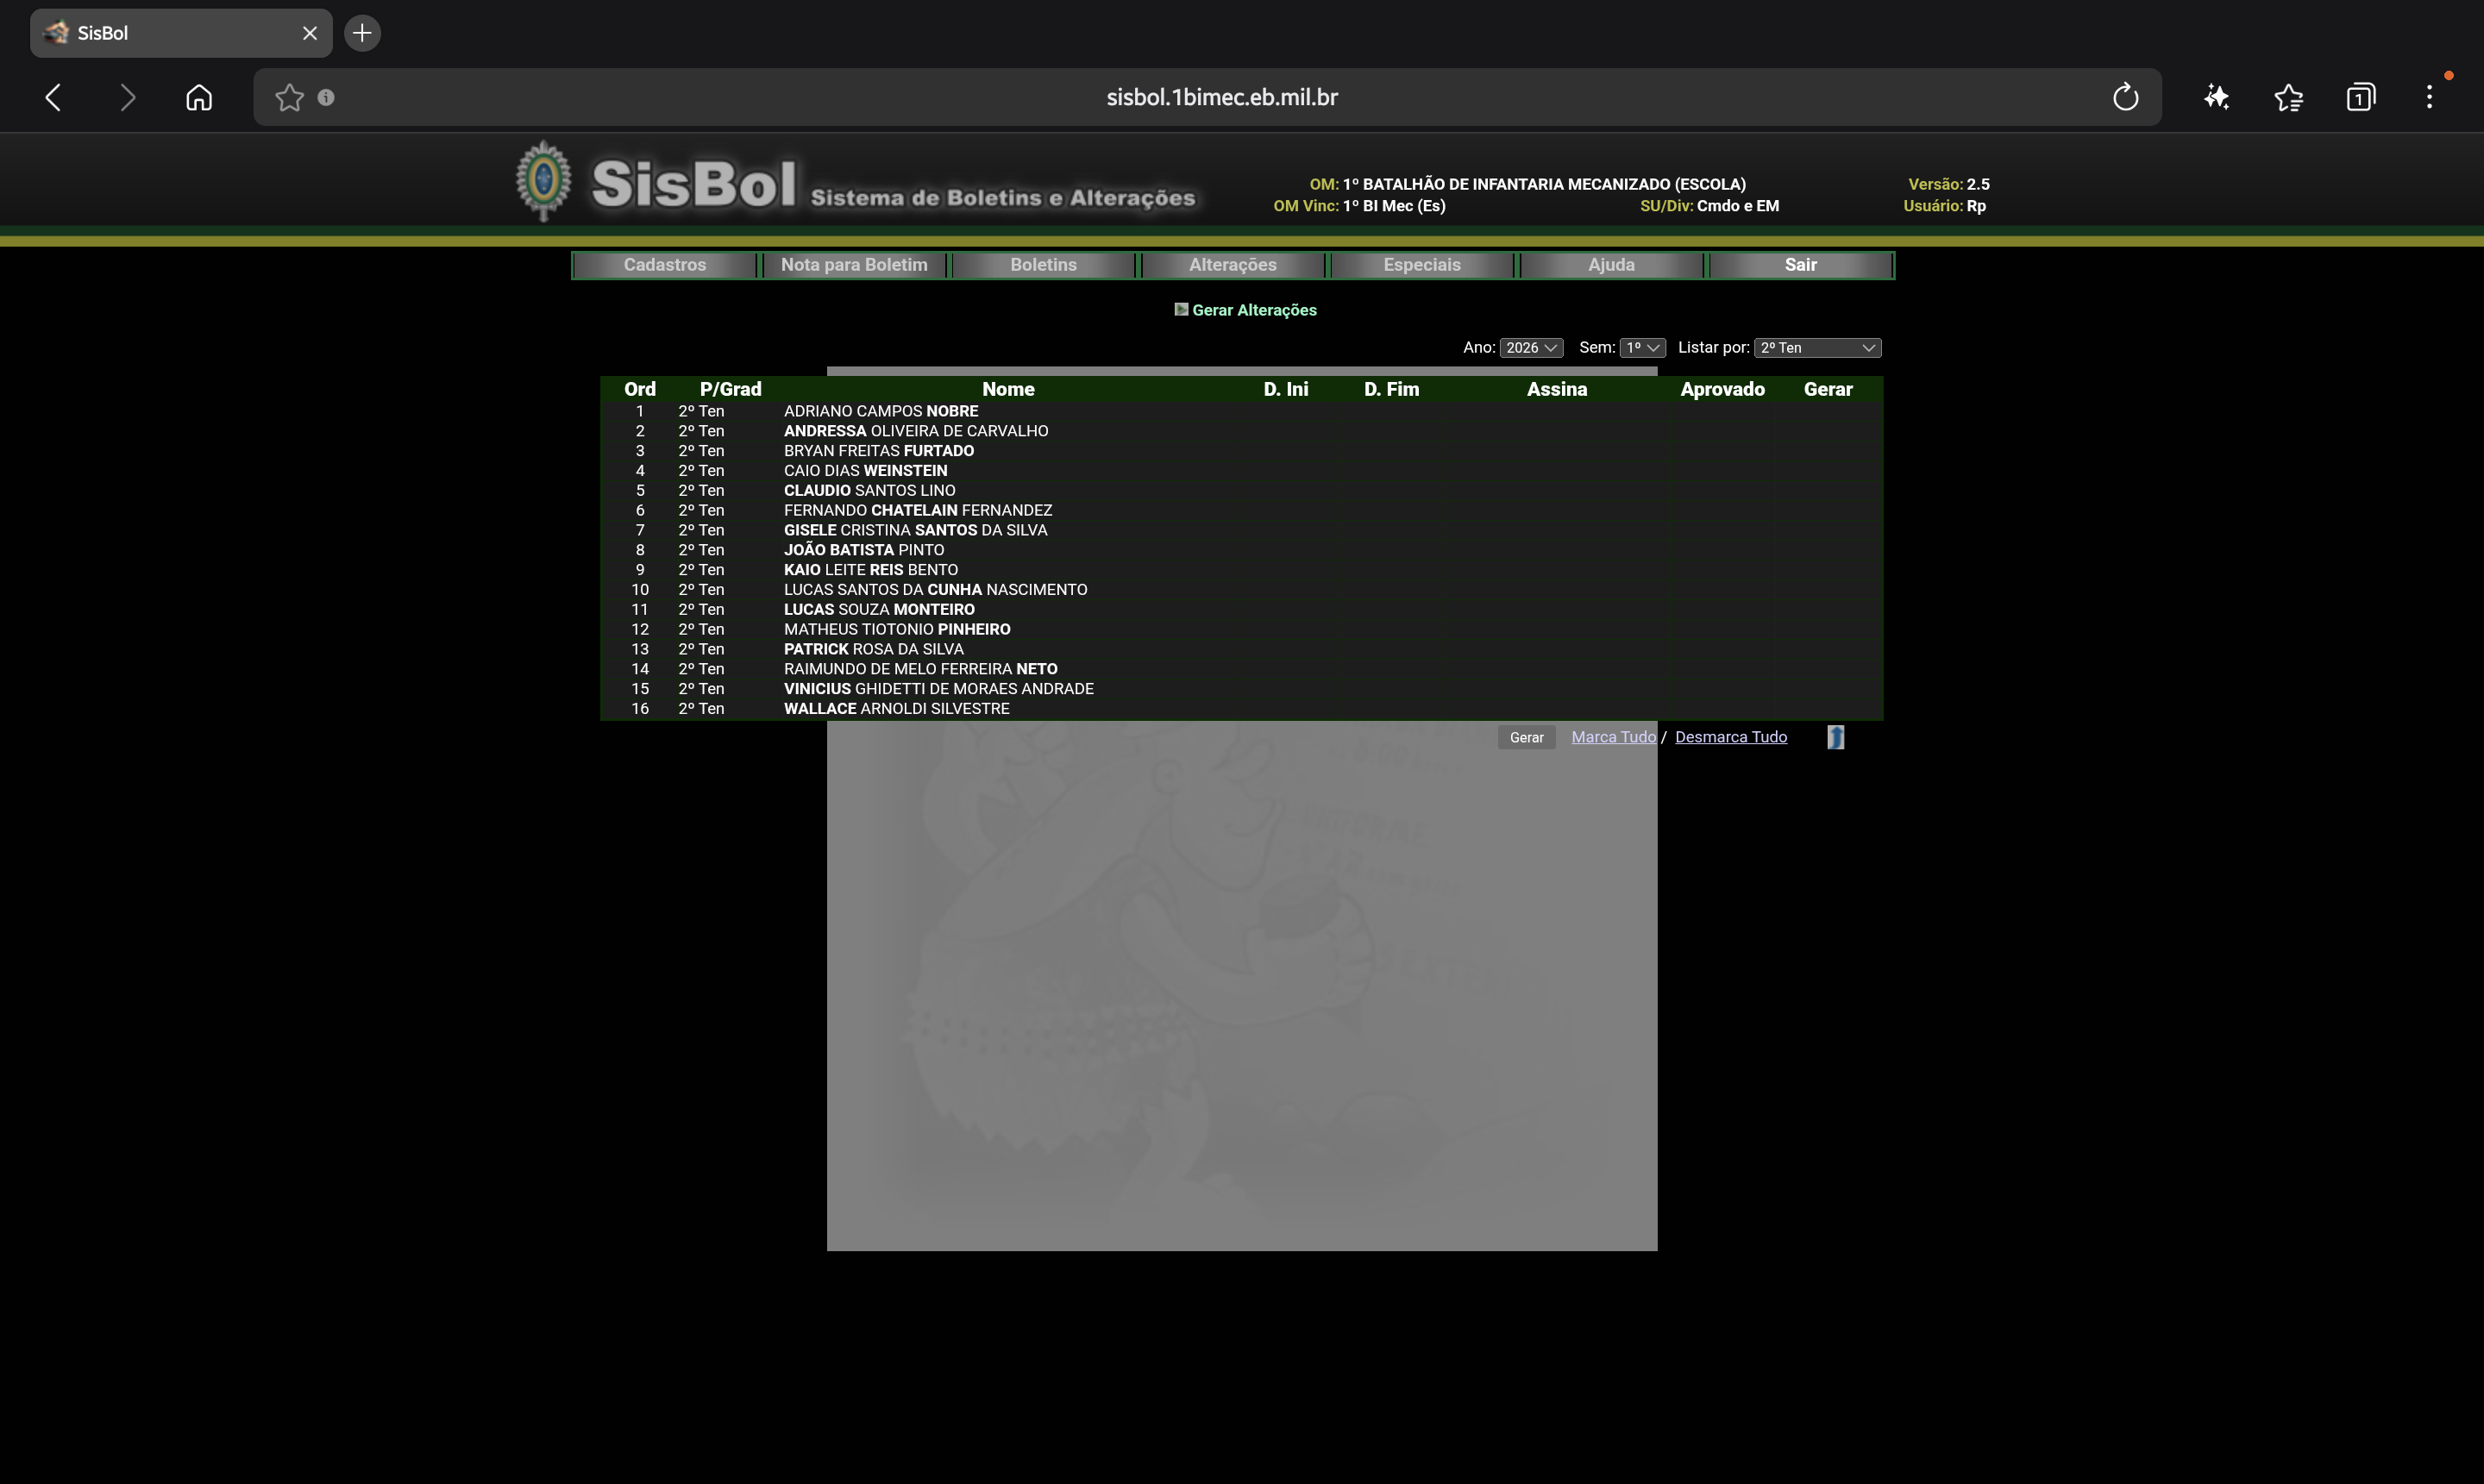 SisBol
sisbol.1bimec.eb.mil.br
1
SisBol Sistema de Boletins e Alterações
OM: 1º BATALHÃO DE INFANTARIA MECANIZADO (ESCOLA) Versão: 2.5
OM Vinc: 1º BI Mec (Es) SU/Div: Cmdo e EM Usuário: Rp
Cadastros Nota para Boletim Boletins Alterações Especiais Ajuda Sair
Gerar Alterações
Ano: 2026 Sem: 1º Listar por: 2º Ten
Ord P/Grad Nome D. Ini D. Fim Assina Aprovado Gerar
1 2º Ten ADRIANO CAMPOS NOBRE
2 2º Ten ANDRESSA OLIVEIRA DE CARVALHO
3 2º Ten BRYAN FREITAS FURTADO
4 2º Ten CAIO DIAS WEINSTEIN
5 2º Ten CLAUDIO SANTOS LINO
6 2º Ten FERNANDO CHATELAIN FERNANDEZ
7 2º Ten GISELE CRISTINA SANTOS DA SILVA
8 2º Ten JOÃO BATISTA PINTO
9 2º Ten KAIO LEITE REIS BENTO
10 2º Ten LUCAS SANTOS DA CUNHA NASCIMENTO
11 2º Ten LUCAS SOUZA MONTEIRO
12 2º Ten MATHEUS TIOTONIO PINHEIRO
13 2º Ten PATRICK ROSA DA SILVA
14 2º Ten RAIMUNDO DE MELO FERREIRA NETO
15 2º Ten VINICIUS GHIDETTI DE MORAES ANDRADE
16 2º Ten WALLACE ARNOLDI SILVESTRE
Gerar Marca Tudo / Desmarca Tudo